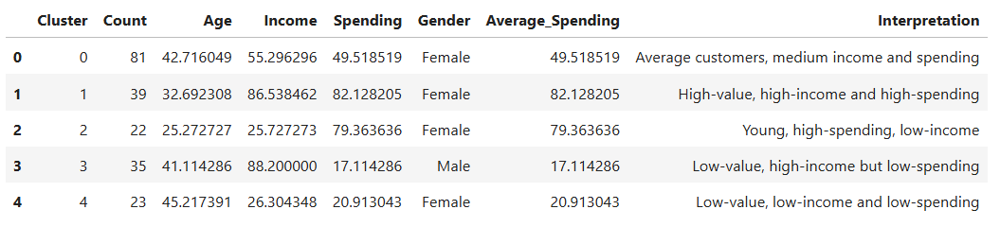 Cluster Count Age Income Spending Gender Average_Spending Interpretation
0 0 81 42.716049 55.296296 49.518519 Female 49.518519 Average customers, medium income and spending
1 1 39 32.692308 86.538462 82.128205 Female 82.128205 High-value, high-income and high-spending
2 2 22 25.272727 25.727273 79.363636 Female 79.363636 Young, high-spending, low-income
3 3 35 41.114286 88.200000 17.114286 Male 17.114286 Low-value, high-income but low-spending
4 4 23 45.217391 26.304348 20.913043 Female 20.913043 Low-value, low-income and low-spending